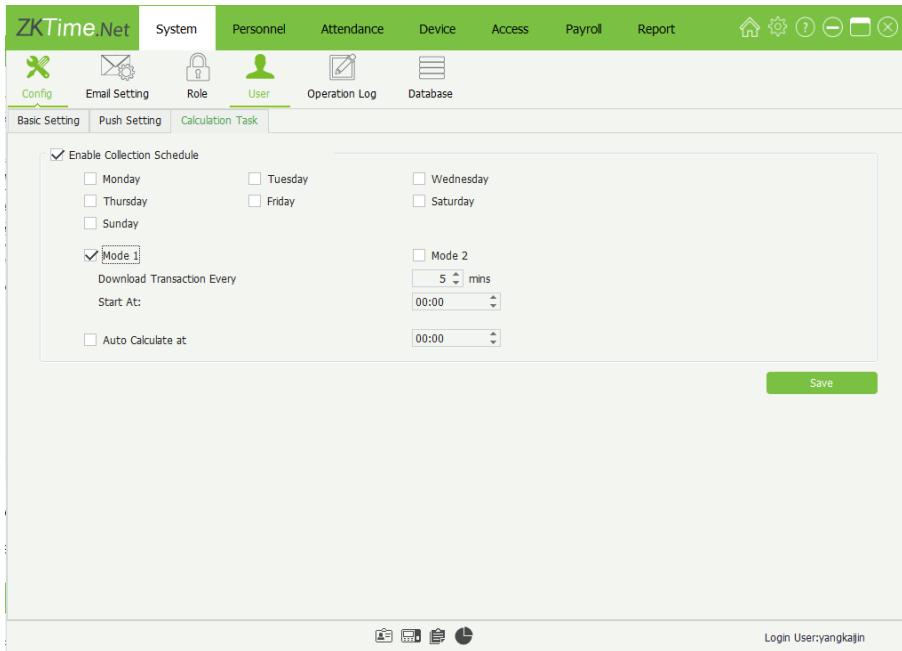 ZKTime.Net System Personnel Attendance Device Access Payroll Report
Config Email Setting Role User Operation Log Database
Basic Setting Push Setting Calculation Task
Enable Collection Schedule
Monday Tuesday Wednesday
Thursday Friday Saturday
Sunday
Mode 1 Mode 2
Download Transaction Every 5 mins
Start At: 00:00
Auto Calculate at 00:00
Save
Login User:yangkaijin